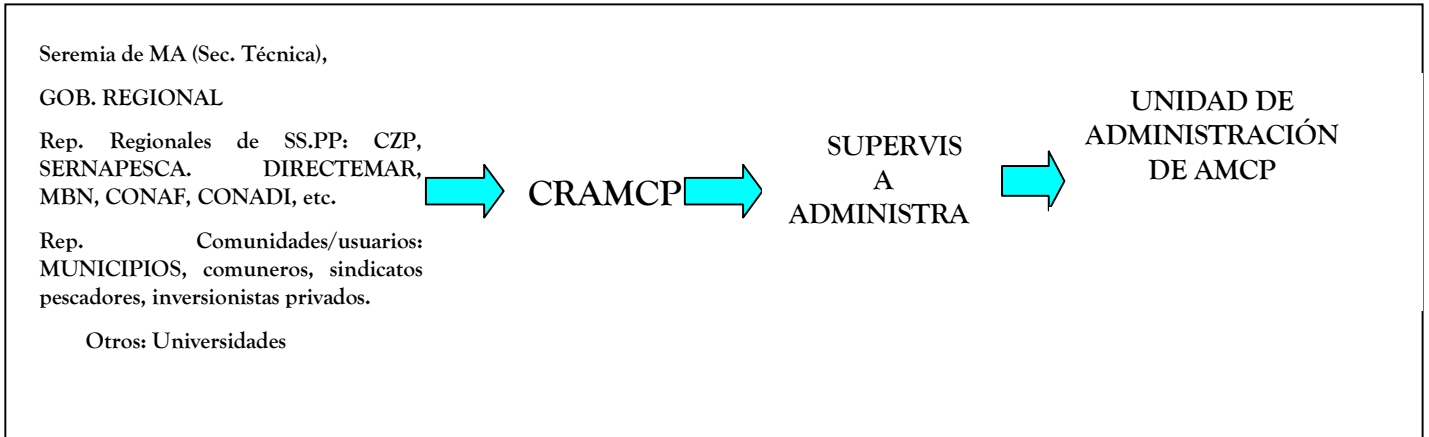 Seremia de MA (Sec. Técnica),
GOB. REGIONAL
Rep. Regionales de SS.PP: CZP,
SERNAPESCA. DIRECTEMAR,
MBN, CONAF, CONADI, etc.
Rep. Comunidades/usuarios:
MUNICIPIOS, comuneros, sindicatos
pescadores, inversionistas privados.
Otros: Universidades
CRAMCP
SUPERVIS
A
ADMINISTRA
UNIDAD DE
ADMINISTRACIÓN
DE AMCP